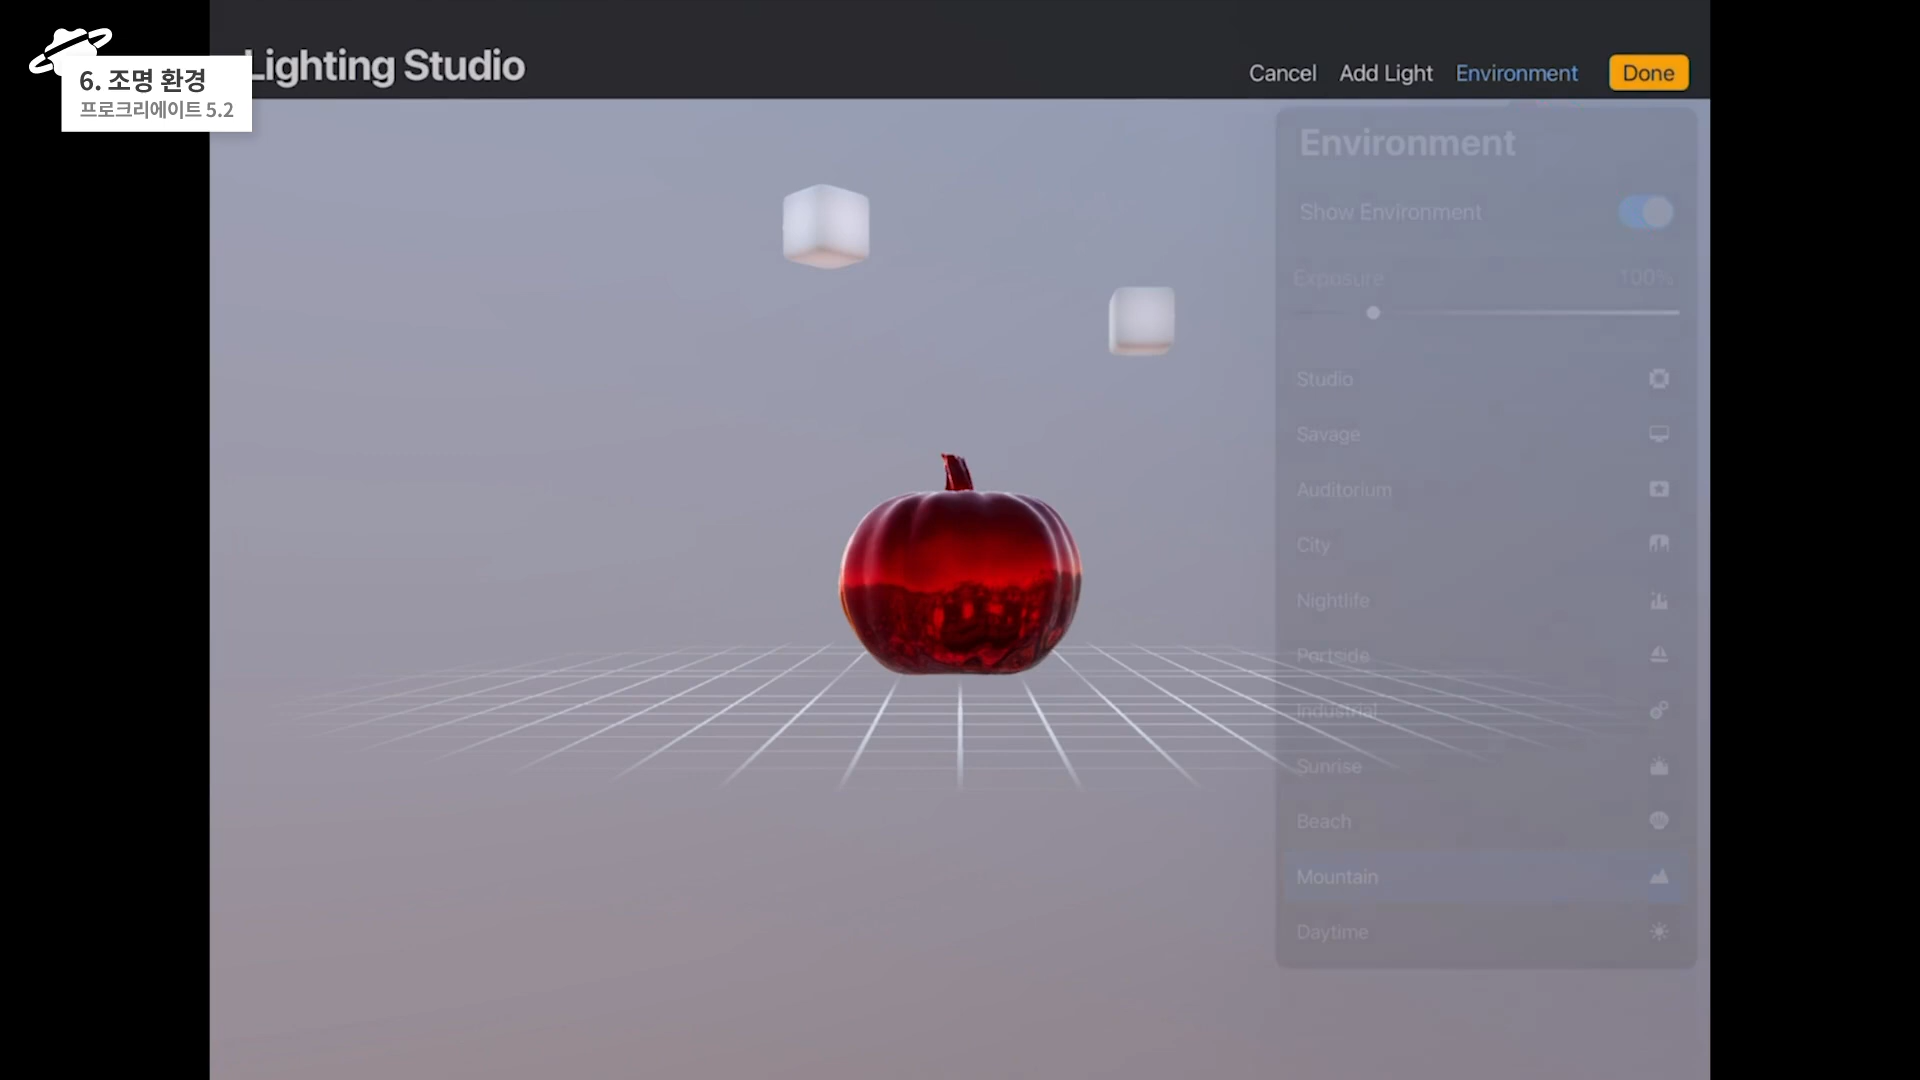 6. 조명 환경
프로크리에이트 5.2
Lighting Studio
Cancel
Add Light
Environment
Done
Environment
Show Environment
Exposure
100%
Studio
Savage
Auditorium
City
Nightlife
Portside
Industrial
Sunrise
Beach
Mountain
Daytime